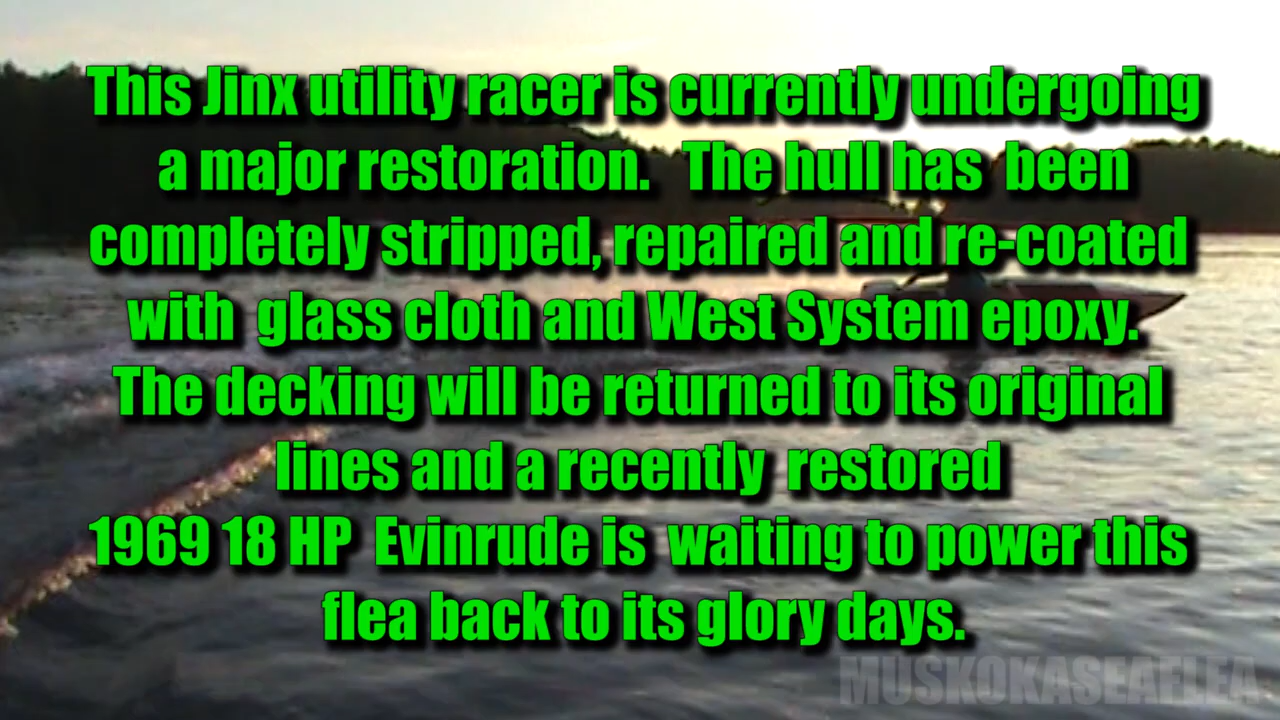 This Jinx utility racer is currently undergoing
a major restoration. The hull has been
completely stripped, repaired and re-coated
with glass cloth and West System epoxy.
The decking will be returned to its original
lines and a recently restored
1969 18 HP Evinrude is waiting to power this
flea back to its glory days.
MUSKOKASEAFLEA